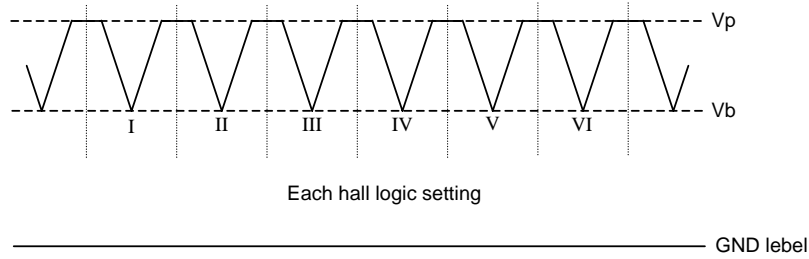 Vp
Vb
I II III IV V VI
Each hall logic setting
GND lebel